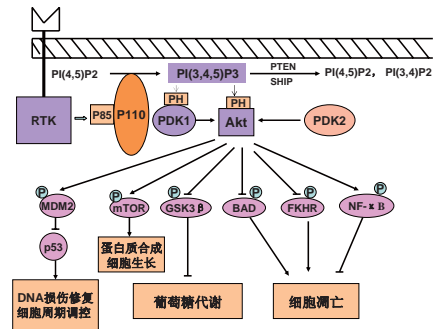 PI(4,5)P2
PI(3,4,5)P3
PTEN
SHIP
PI(4,5)P2, PI(3,4)P2
PH
PH
RTK
P85
P110
PDK1
Akt
PDK2
P
P
P
P
P
P
MDM2
mTOR
GSK3β
BAD
FKHR
NF-κB
p53
蛋白质合成
细胞生长
DNA损伤修复
细胞周期调控
葡萄糖代谢
细胞凋亡